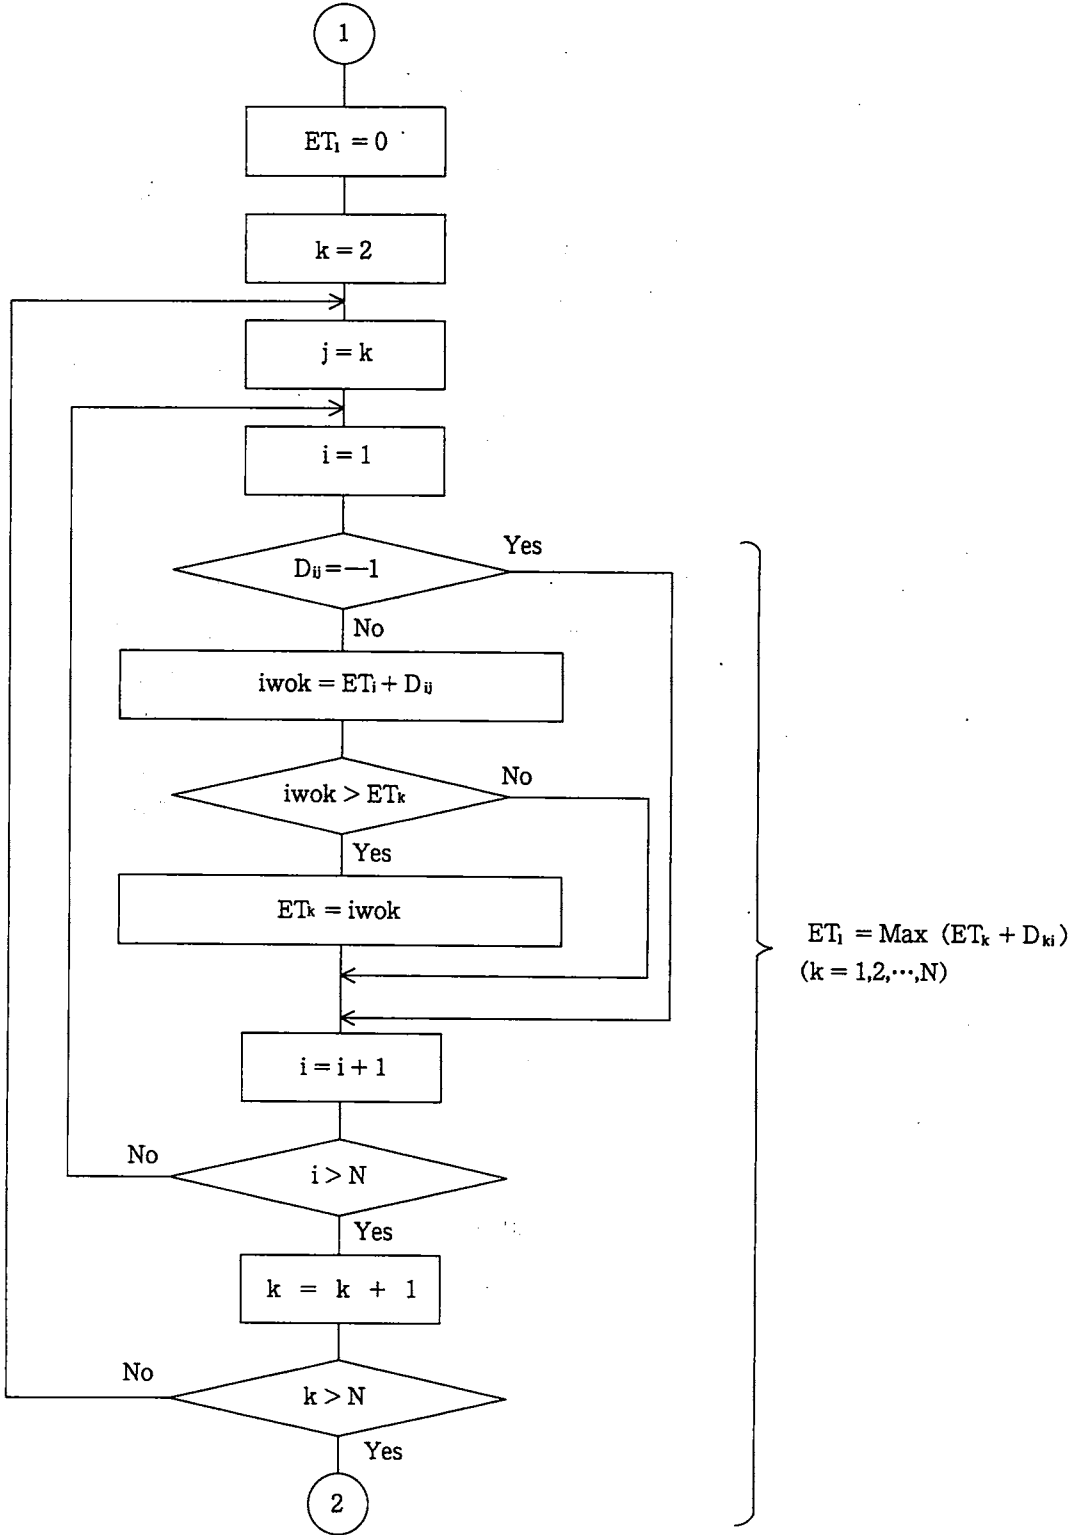 1
ET₁ = 0
k = 2
j = k
i = 1
Dᵢⱼ = —1
Yes
No
iwok = ETᵢ + Dᵢⱼ
iwok > ETₖ
No
Yes
ETₖ = iwok
ET₁ = Max (ETₖ + Dₖᵢ)
(k = 1,2,⋯,N)
i = i + 1
No
i > N
Yes
k = k + 1
No
k > N
Yes
2